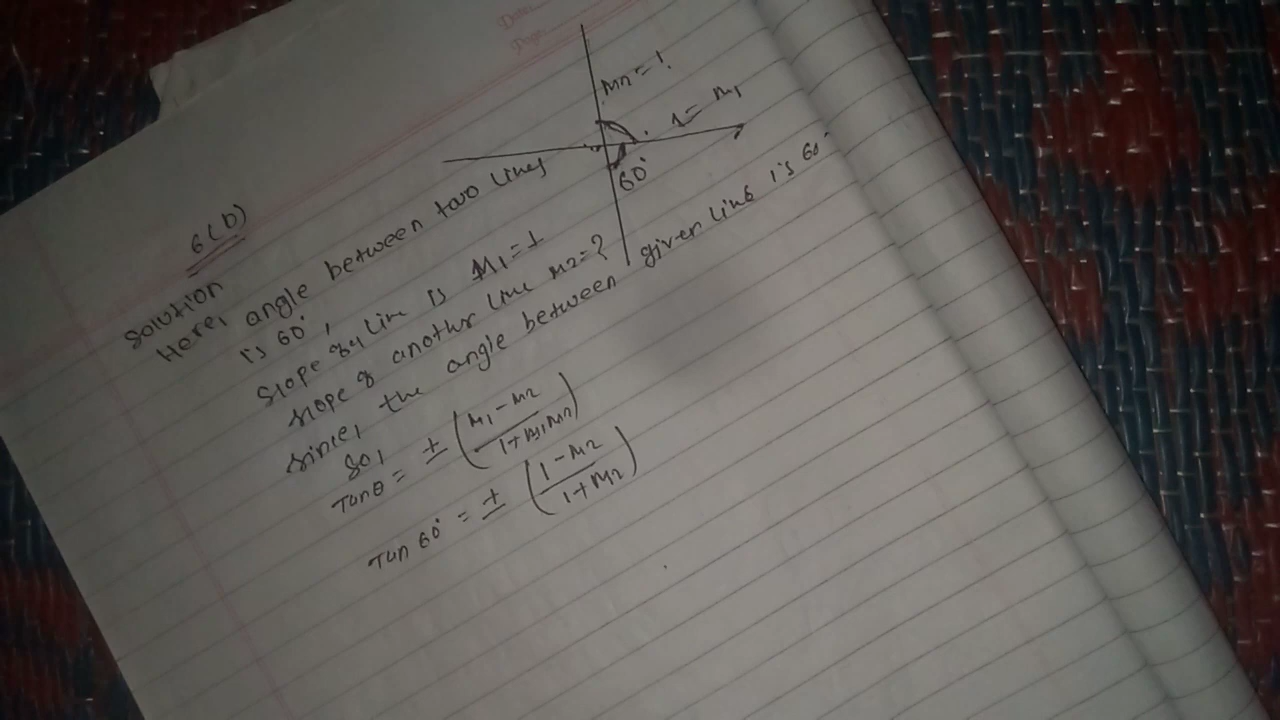 Date
Page
M2=?
1= M1
60°
6(b)
Solution
Here, angle between two lines
is 60°,
slope of line is M1=1
slope of another line M2=?
since, the angle between given line is 60°
So,
Tanθ = ± (M1-M2 / 1+M1M2)
Tan 60° = ± (1-M2 / 1+M2)